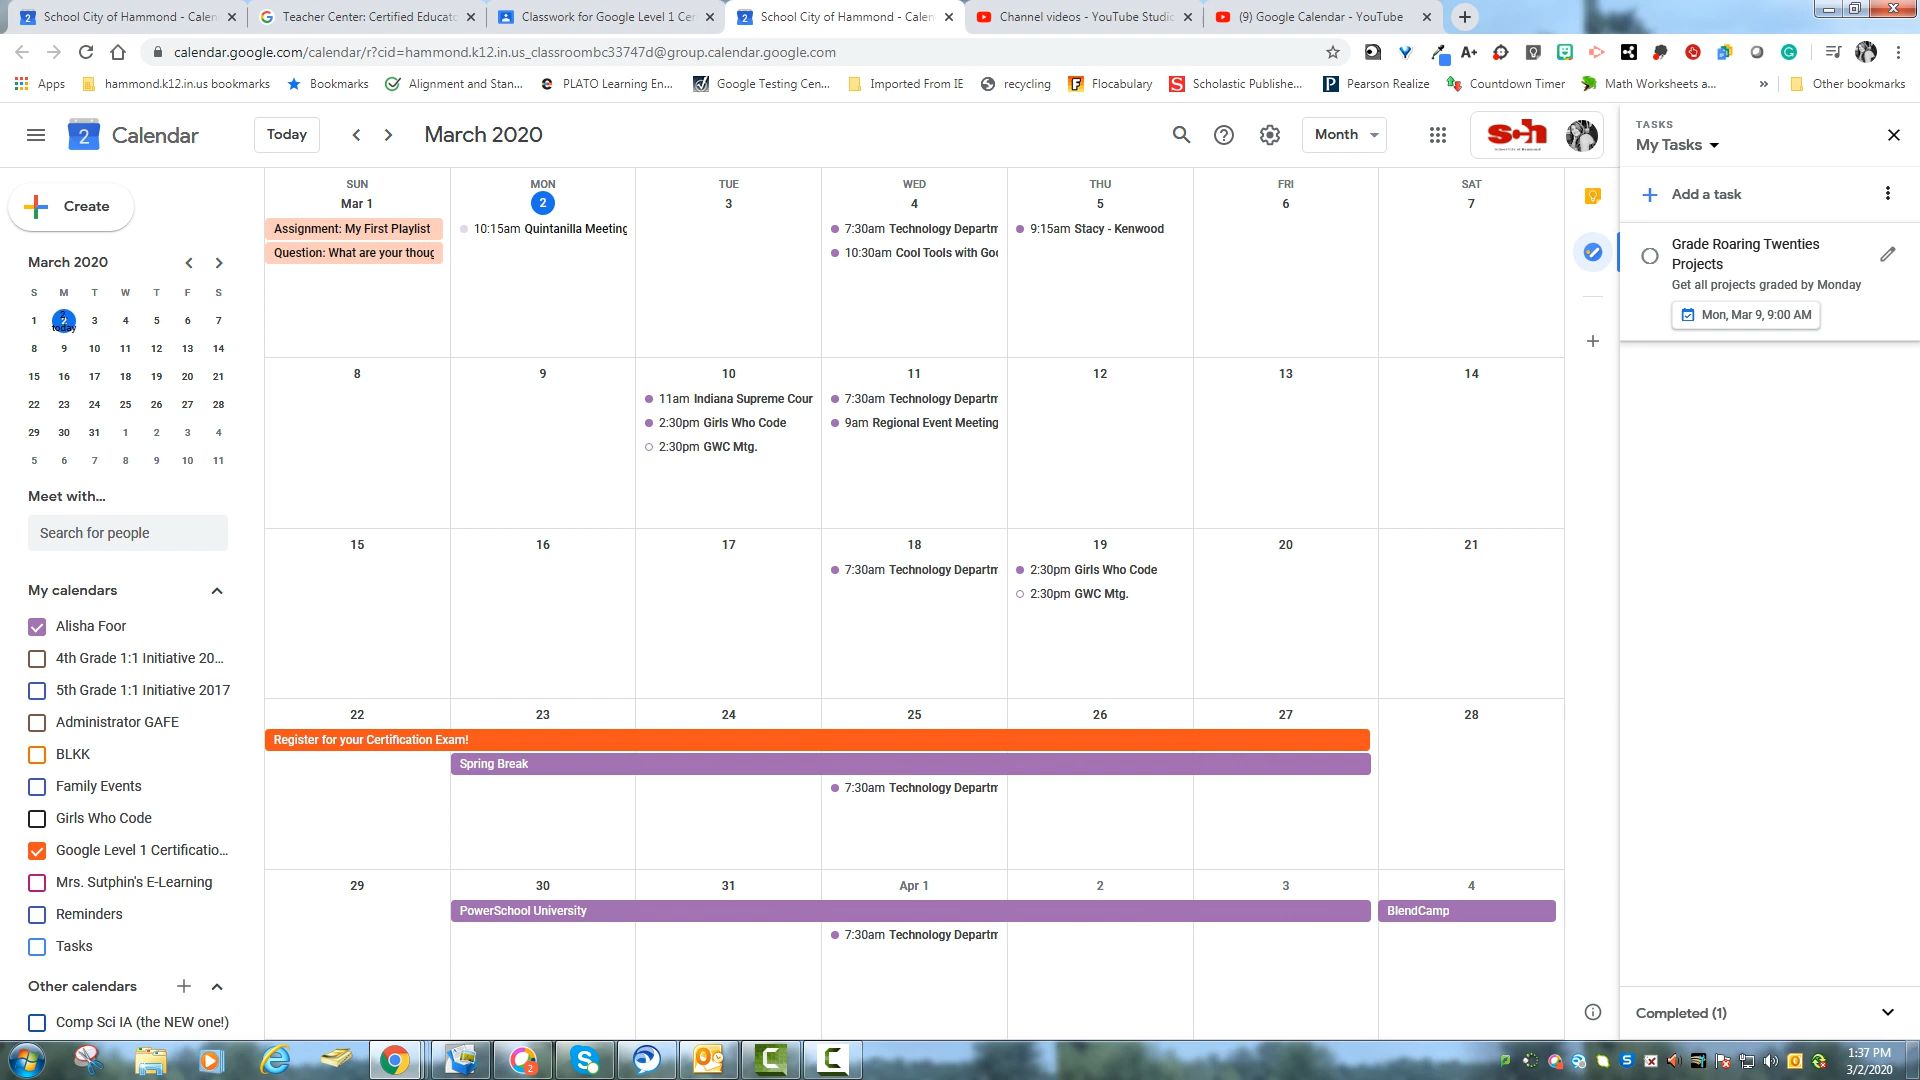 School City of Hammond - Calen
Teacher Center: Certified Educato
Classwork for Google Level 1 Cer
School City of Hammond - Calen
Channel videos - YouTube Studio
(9) Google Calendar - YouTube
calendar.google.com/calendar/r?cid=hammond.k12.in.us_classroombc33747d@group.calendar.google.com
Apps
hammond.k12.in.us bookmarks
Bookmarks
Alignment and Stan...
PLATO Learning En...
Google Testing Cen...
Imported From IE
recycling
Flocabulary
Scholastic Publishe...
Pearson Realize
Countdown Timer
Math Worksheets a...
»
Other bookmarks
2
Calendar
Today
March 2020
Month
sch
TASKS
My Tasks
Create
Add a task
SUN MON TUE WED THU FRI SAT
Mar 1 2 3 4 5 6 7
Assignment: My First Playlist
10:15am Quintanilla Meeting
7:30am Technology Departm
9:15am Stacy - Kenwood
Question: What are your thoug
10:30am Cool Tools with Goo
Grade Roaring Twenties
Projects
Get all projects graded by Monday
Mon, Mar 9, 9:00 AM
March 2020
S M T W T F S
1 2 today 3 4 5 6 7
8 9 10 11 12 13 14
15 16 17 18 19 20 21
22 23 24 25 26 27 28
29 30 31 1 2 3 4
5 6 7 8 9 10 11
8 9 10 11 12 13 14
11am Indiana Supreme Cour
7:30am Technology Departm
2:30pm Girls Who Code
9am Regional Event Meeting
2:30pm GWC Mtg.
Meet with...
Search for people
15 16 17 18 19 20 21
7:30am Technology Departm
2:30pm Girls Who Code
2:30pm GWC Mtg.
My calendars
Alisha Foor
4th Grade 1:1 Initiative 20...
5th Grade 1:1 Initiative 2017
Administrator GAFE
BLKK
Family Events
Girls Who Code
Google Level 1 Certificatio...
Mrs. Sutphin's E-Learning
Reminders
Tasks
22 23 24 25 26 27 28
Register for your Certification Exam!
Spring Break
7:30am Technology Departm
29 30 31 Apr 1 2 3 4
PowerSchool University
BlendCamp
7:30am Technology Departm
Other calendars
Comp Sci IA (the NEW one!)
Completed (1)
1:37 PM
3/2/2020